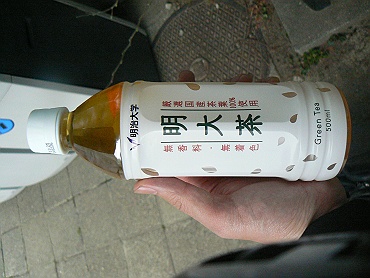 明治大学
厳選国産茶葉100%使用
明大茶
無香料・無着色
Green Tea
500ml